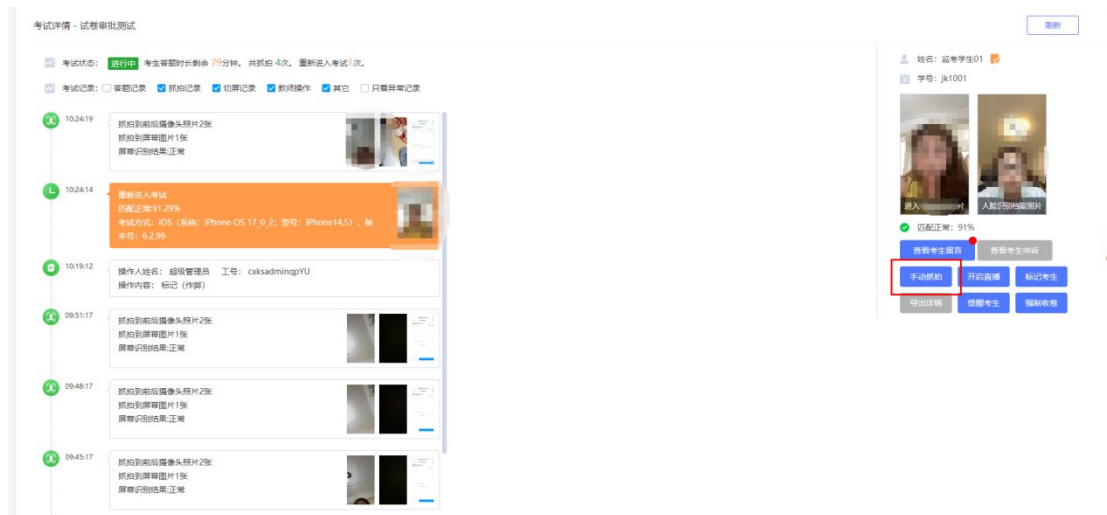 考试详情 - 试卷审批测试
刷新
考试状态： 进行中 考生答题时长剩余 79分钟， 共抓拍 4次， 重新进入考试1次。
考试记录： 答题记录 抓拍记录 切屏记录 教师操作 其它 只看异常记录
10:24:19
抓拍到前后摄像头照片2张
抓拍到屏幕图片1张
屏幕识别结果:正常
10:24:14
重新进入考试
匹配正常:91.29%
考试方式：iOS（系统：iPhone OS 17_0_2；型号：iPhone14,5），版
本号：6.2.99
10:19:12
操作人姓名： 超级管理员 工号： cxksadminqpYU
操作内容： 标记（作弊）
09:51:17
抓拍到前后摄像头照片2张
抓拍到屏幕图片1张
屏幕识别结果:正常
09:48:17
抓拍到前后摄像头照片2张
抓拍到屏幕图片1张
屏幕识别结果:正常
09:45:17
抓拍到前后摄像头照片2张
抓拍到屏幕图片1张
屏幕识别结果:正常
姓名： 监考学生01
学号： jk1001
进入 片
人脸识别档案照片
匹配正常： 91%
查看考生留言 查看考生申诉
手动抓拍 开启直播 标记考生
导出详情 提醒考生 强制收卷